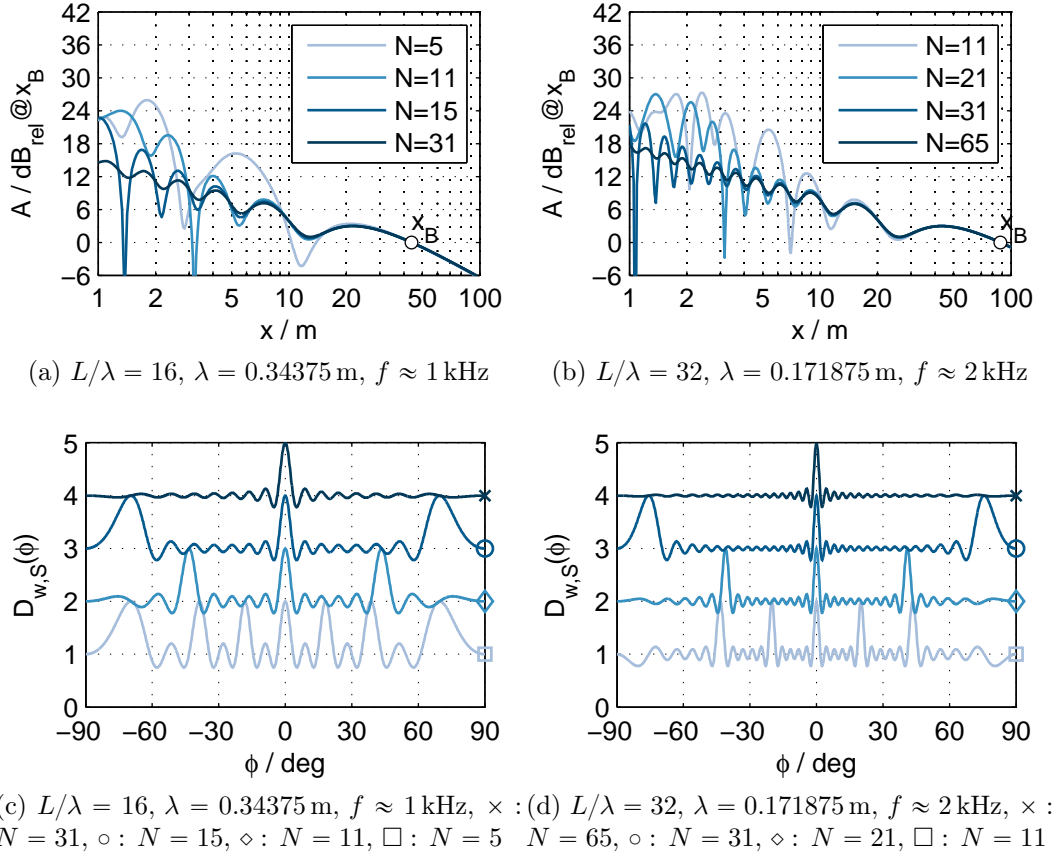 42
36
30
24
18
12
6
0
−6
A / dB_rel @x_B
N=5
N=11
N=15
N=31
x_B
1 2 5 10 20 50 100
x / m
(a) L/λ = 16, λ = 0.34375 m, f ≈ 1 kHz
42
36
30
24
18
12
6
0
−6
A / dB_rel @x_B
N=11
N=21
N=31
N=65
x_B
1 2 5 10 20 50 100
x / m
(b) L/λ = 32, λ = 0.171875 m, f ≈ 2 kHz
5
4
3
2
1
0
D_w,S(ϕ)
−90 −60 −30 0 30 60 90
ϕ / deg
(c) L/λ = 16, λ = 0.34375 m, f ≈ 1 kHz, × :
N = 31, ○ : N = 15, ⋄ : N = 11, □ : N = 5
5
4
3
2
1
0
D_w,S(ϕ)
−90 −60 −30 0 30 60 90
ϕ / deg
(d) L/λ = 32, λ = 0.171875 m, f ≈ 2 kHz, × :
N = 65, ○ : N = 31, ⋄ : N = 21, □ : N = 11